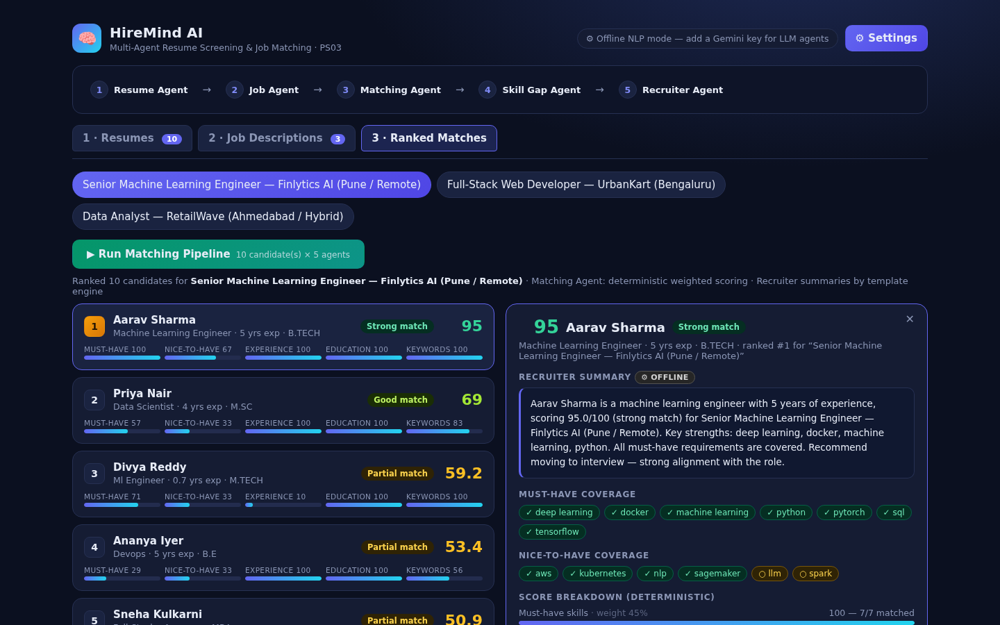 HireMind AI
Multi-Agent Resume Screening & Job Matching · PS03
⚙ Offline NLP mode — add a Gemini key for LLM agents
⚙ Settings
1 Resume Agent → 2 Job Agent → 3 Matching Agent → 4 Skill Gap Agent → 5 Recruiter Agent
1 · Resumes 10
2 · Job Descriptions 3
3 · Ranked Matches
Senior Machine Learning Engineer — Finlytics AI (Pune / Remote)
Full-Stack Web Developer — UrbanKart (Bengaluru)
Data Analyst — RetailWave (Ahmedabad / Hybrid)
▶ Run Matching Pipeline 10 candidate(s) × 5 agents
Ranked 10 candidates for Senior Machine Learning Engineer — Finlytics AI (Pune / Remote) · Matching Agent: deterministic weighted scoring · Recruiter summaries by template
engine
1 Aarav Sharma Strong match 95
Machine Learning Engineer · 5 yrs exp · B.TECH
MUST-HAVE 100 NICE-TO-HAVE 67 EXPERIENCE 100 EDUCATION 100 KEYWORDS 100
2 Priya Nair Good match 69
Data Scientist · 4 yrs exp · M.SC
MUST-HAVE 57 NICE-TO-HAVE 33 EXPERIENCE 100 EDUCATION 100 KEYWORDS 83
3 Divya Reddy Partial match 59.2
Ml Engineer · 0.7 yrs exp · M.TECH
MUST-HAVE 71 NICE-TO-HAVE 33 EXPERIENCE 10 EDUCATION 100 KEYWORDS 100
4 Ananya Iyer Partial match 53.4
Devops · 5 yrs exp · B.E
MUST-HAVE 29 NICE-TO-HAVE 33 EXPERIENCE 100 EDUCATION 100 KEYWORDS 56
5 Sneha Kulkarni Partial match 50.9
×
95 Aarav Sharma Strong match
Machine Learning Engineer · 5 yrs exp · B.TECH · ranked #1 for “Senior Machine
Learning Engineer — Finlytics AI (Pune / Remote)”
RECRUITER SUMMARY ⚙ OFFLINE
Aarav Sharma is a machine learning engineer with 5 years of experience,
scoring 95.0/100 (strong match) for Senior Machine Learning Engineer —
Finlytics AI (Pune / Remote). Key strengths: deep learning, docker, machine
learning, python. All must-have requirements are covered. Recommend
moving to interview — strong alignment with the role.
MUST-HAVE COVERAGE
✓ deep learning ✓ docker ✓ machine learning ✓ python ✓ pytorch ✓ sql
✓ tensorflow
NICE-TO-HAVE COVERAGE
✓ aws ✓ kubernetes ✓ nlp ✓ sagemaker ○ llm ○ spark
SCORE BREAKDOWN (DETERMINISTIC)
Must-have skills · weight 45% 100 — 7/7 matched